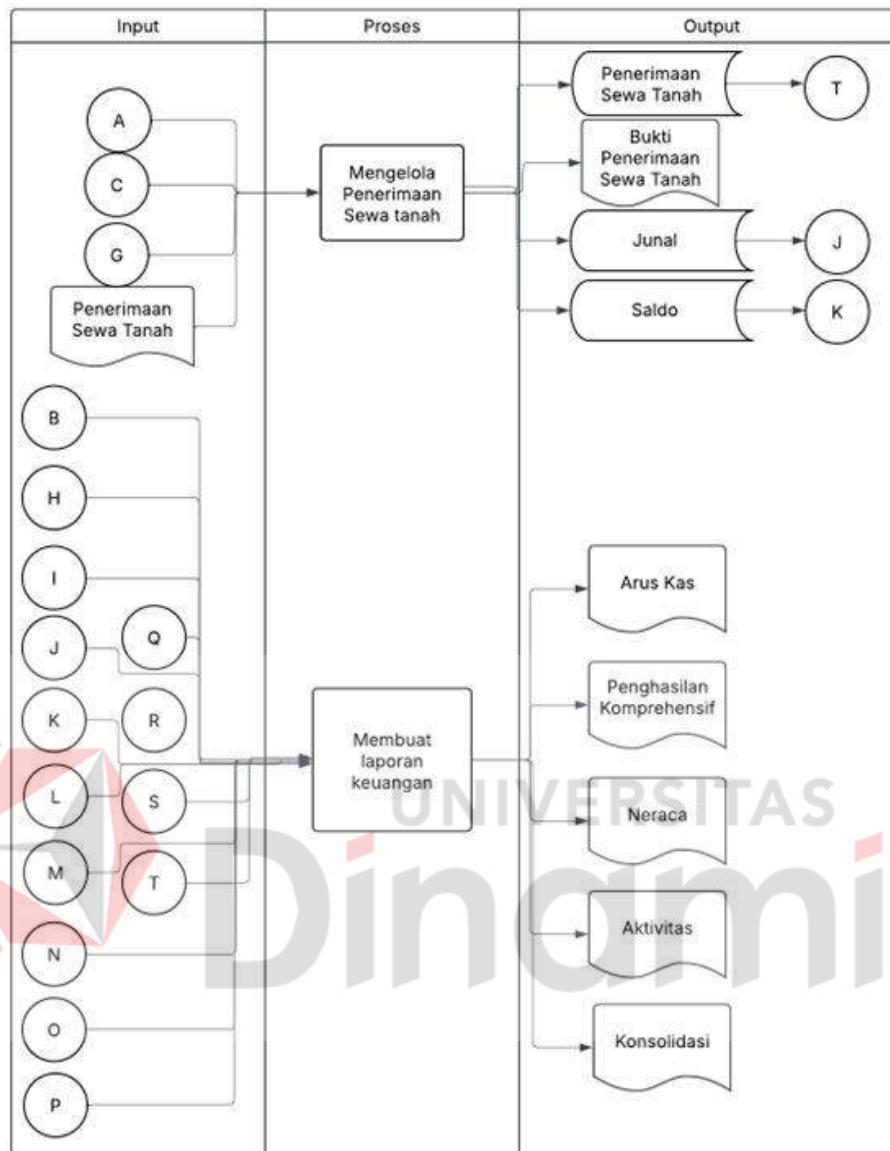 Input
Proses
Output
A
C
G
Penerimaan
Sewa Tanah
Mengelola
Penerimaan
Sewa tanah
Penerimaan
Sewa Tanah
T
Bukti
Penerimaan
Sewa Tanah
Junal
J
Saldo
K
B
H
I
J
Q
K
R
L
S
M
T
N
O
P
Membuat
laporan
keuangan
Arus Kas
Penghasilan
Komprehensif
Neraca
Aktivitas
Konsolidasi
UNIVERSITAS
Dinami